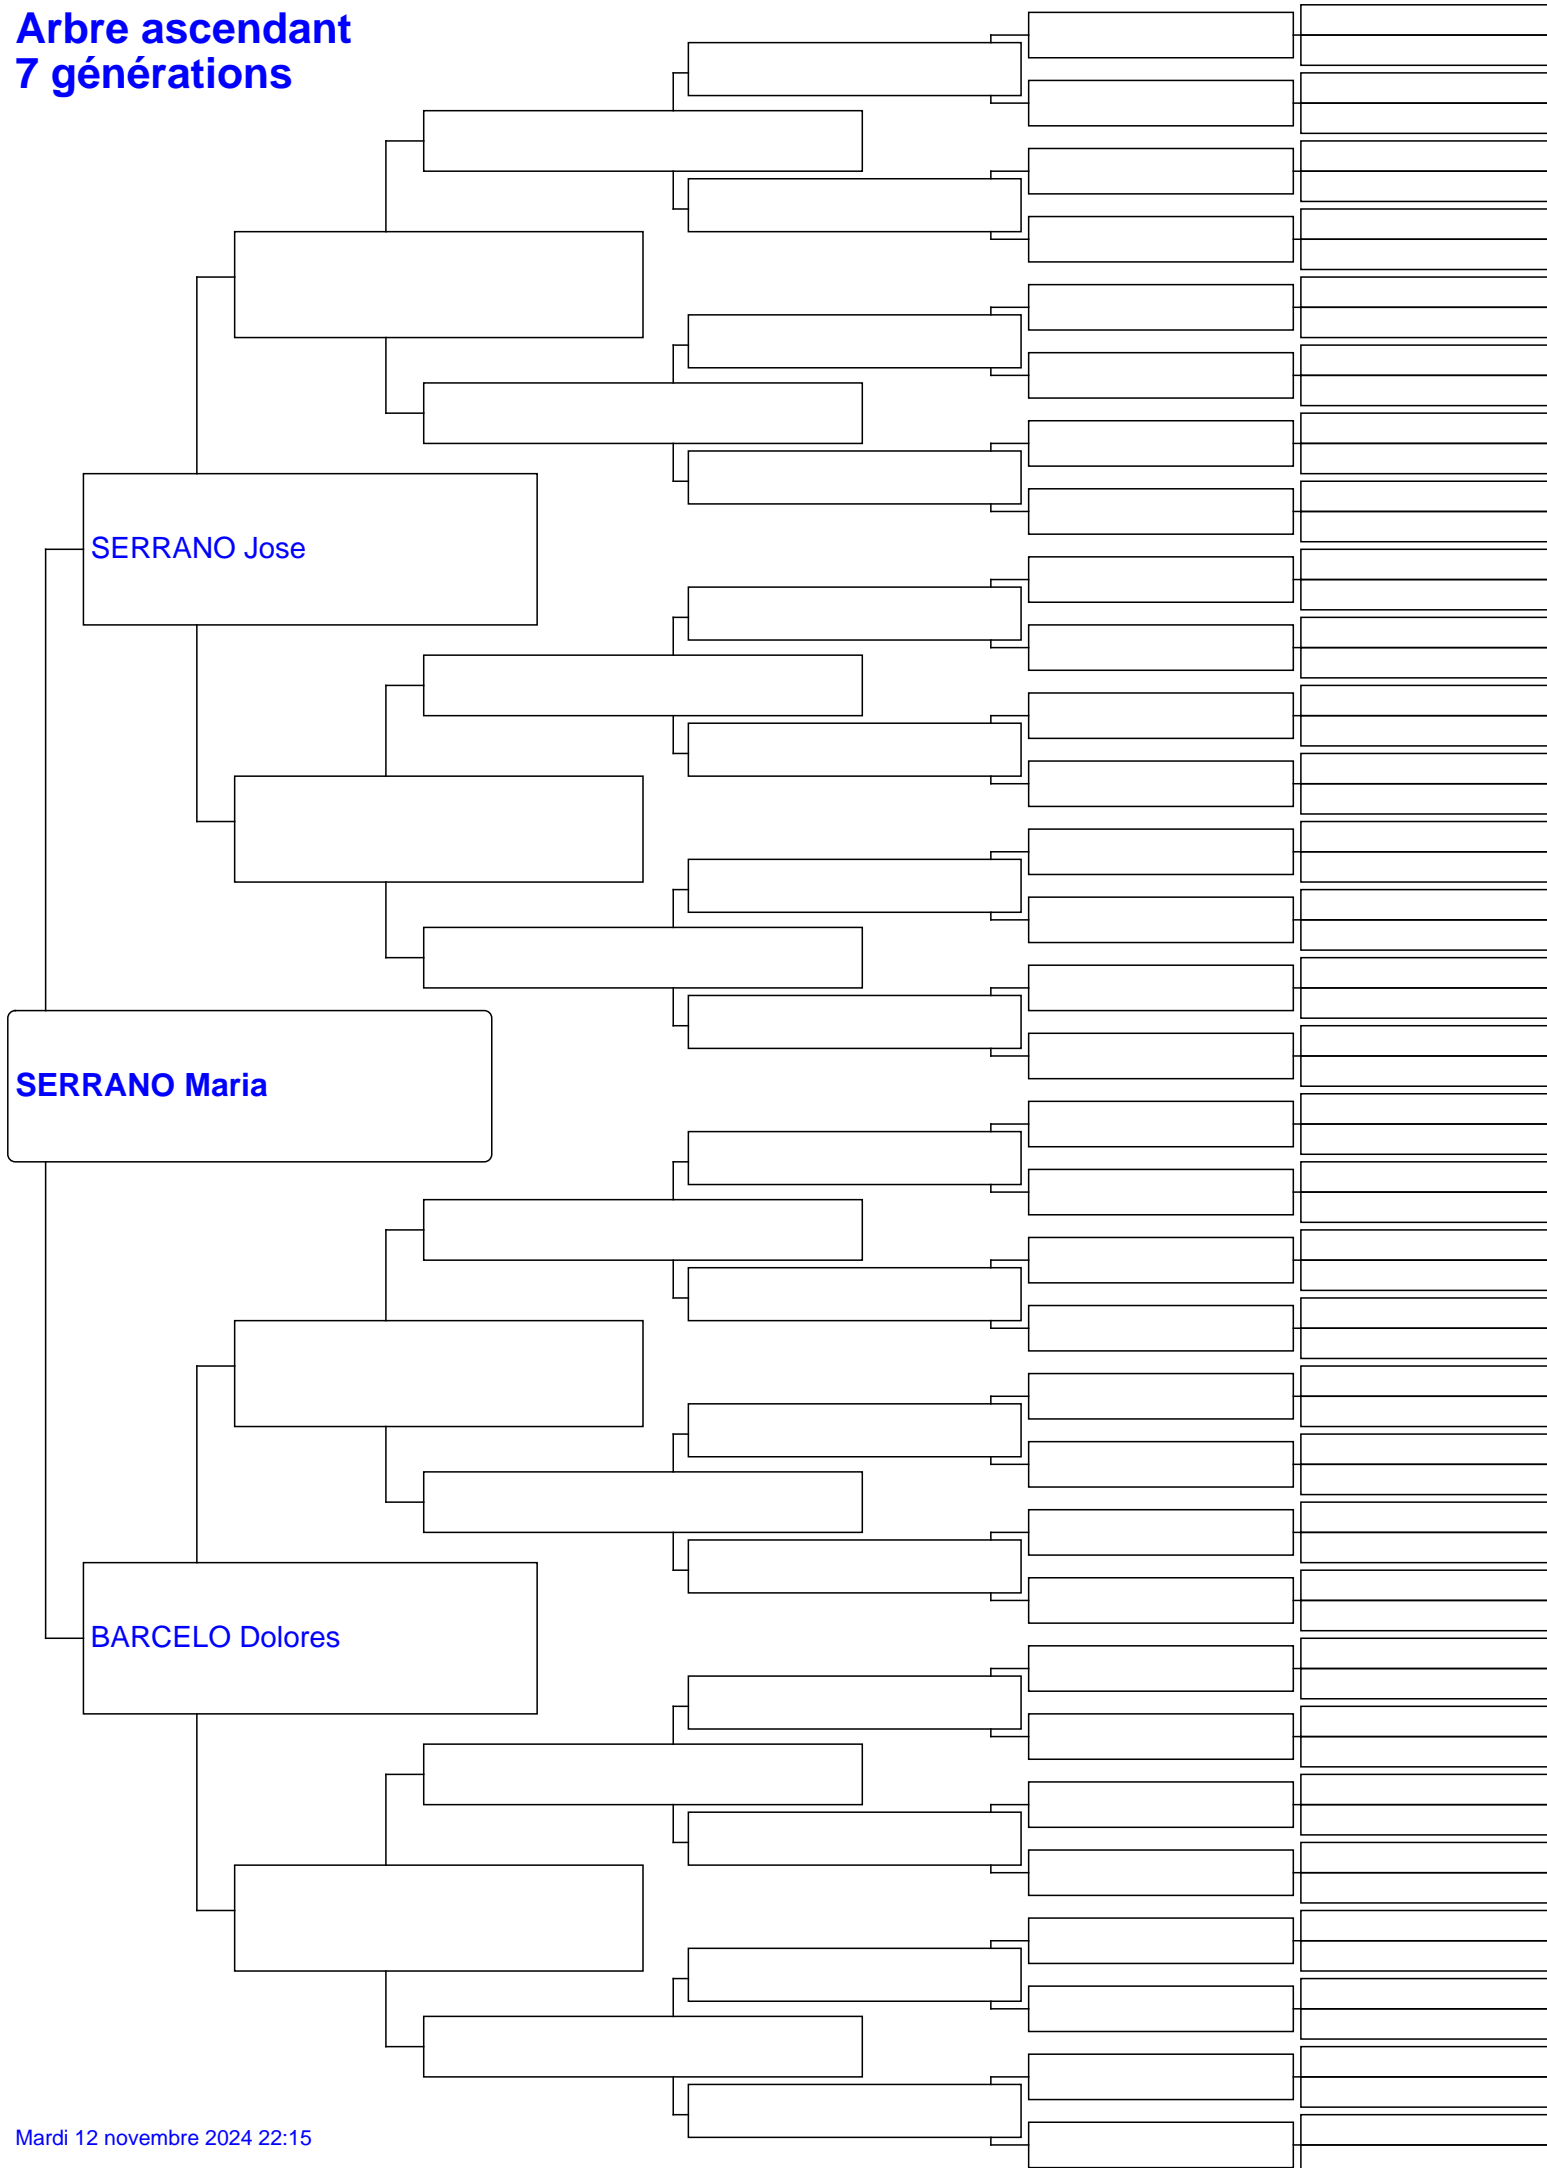 Arbre ascendant
7 générations
SERRANO Jose
SERRANO Maria
BARCELO Dolores
Mardi 12 novembre 2024 22:15